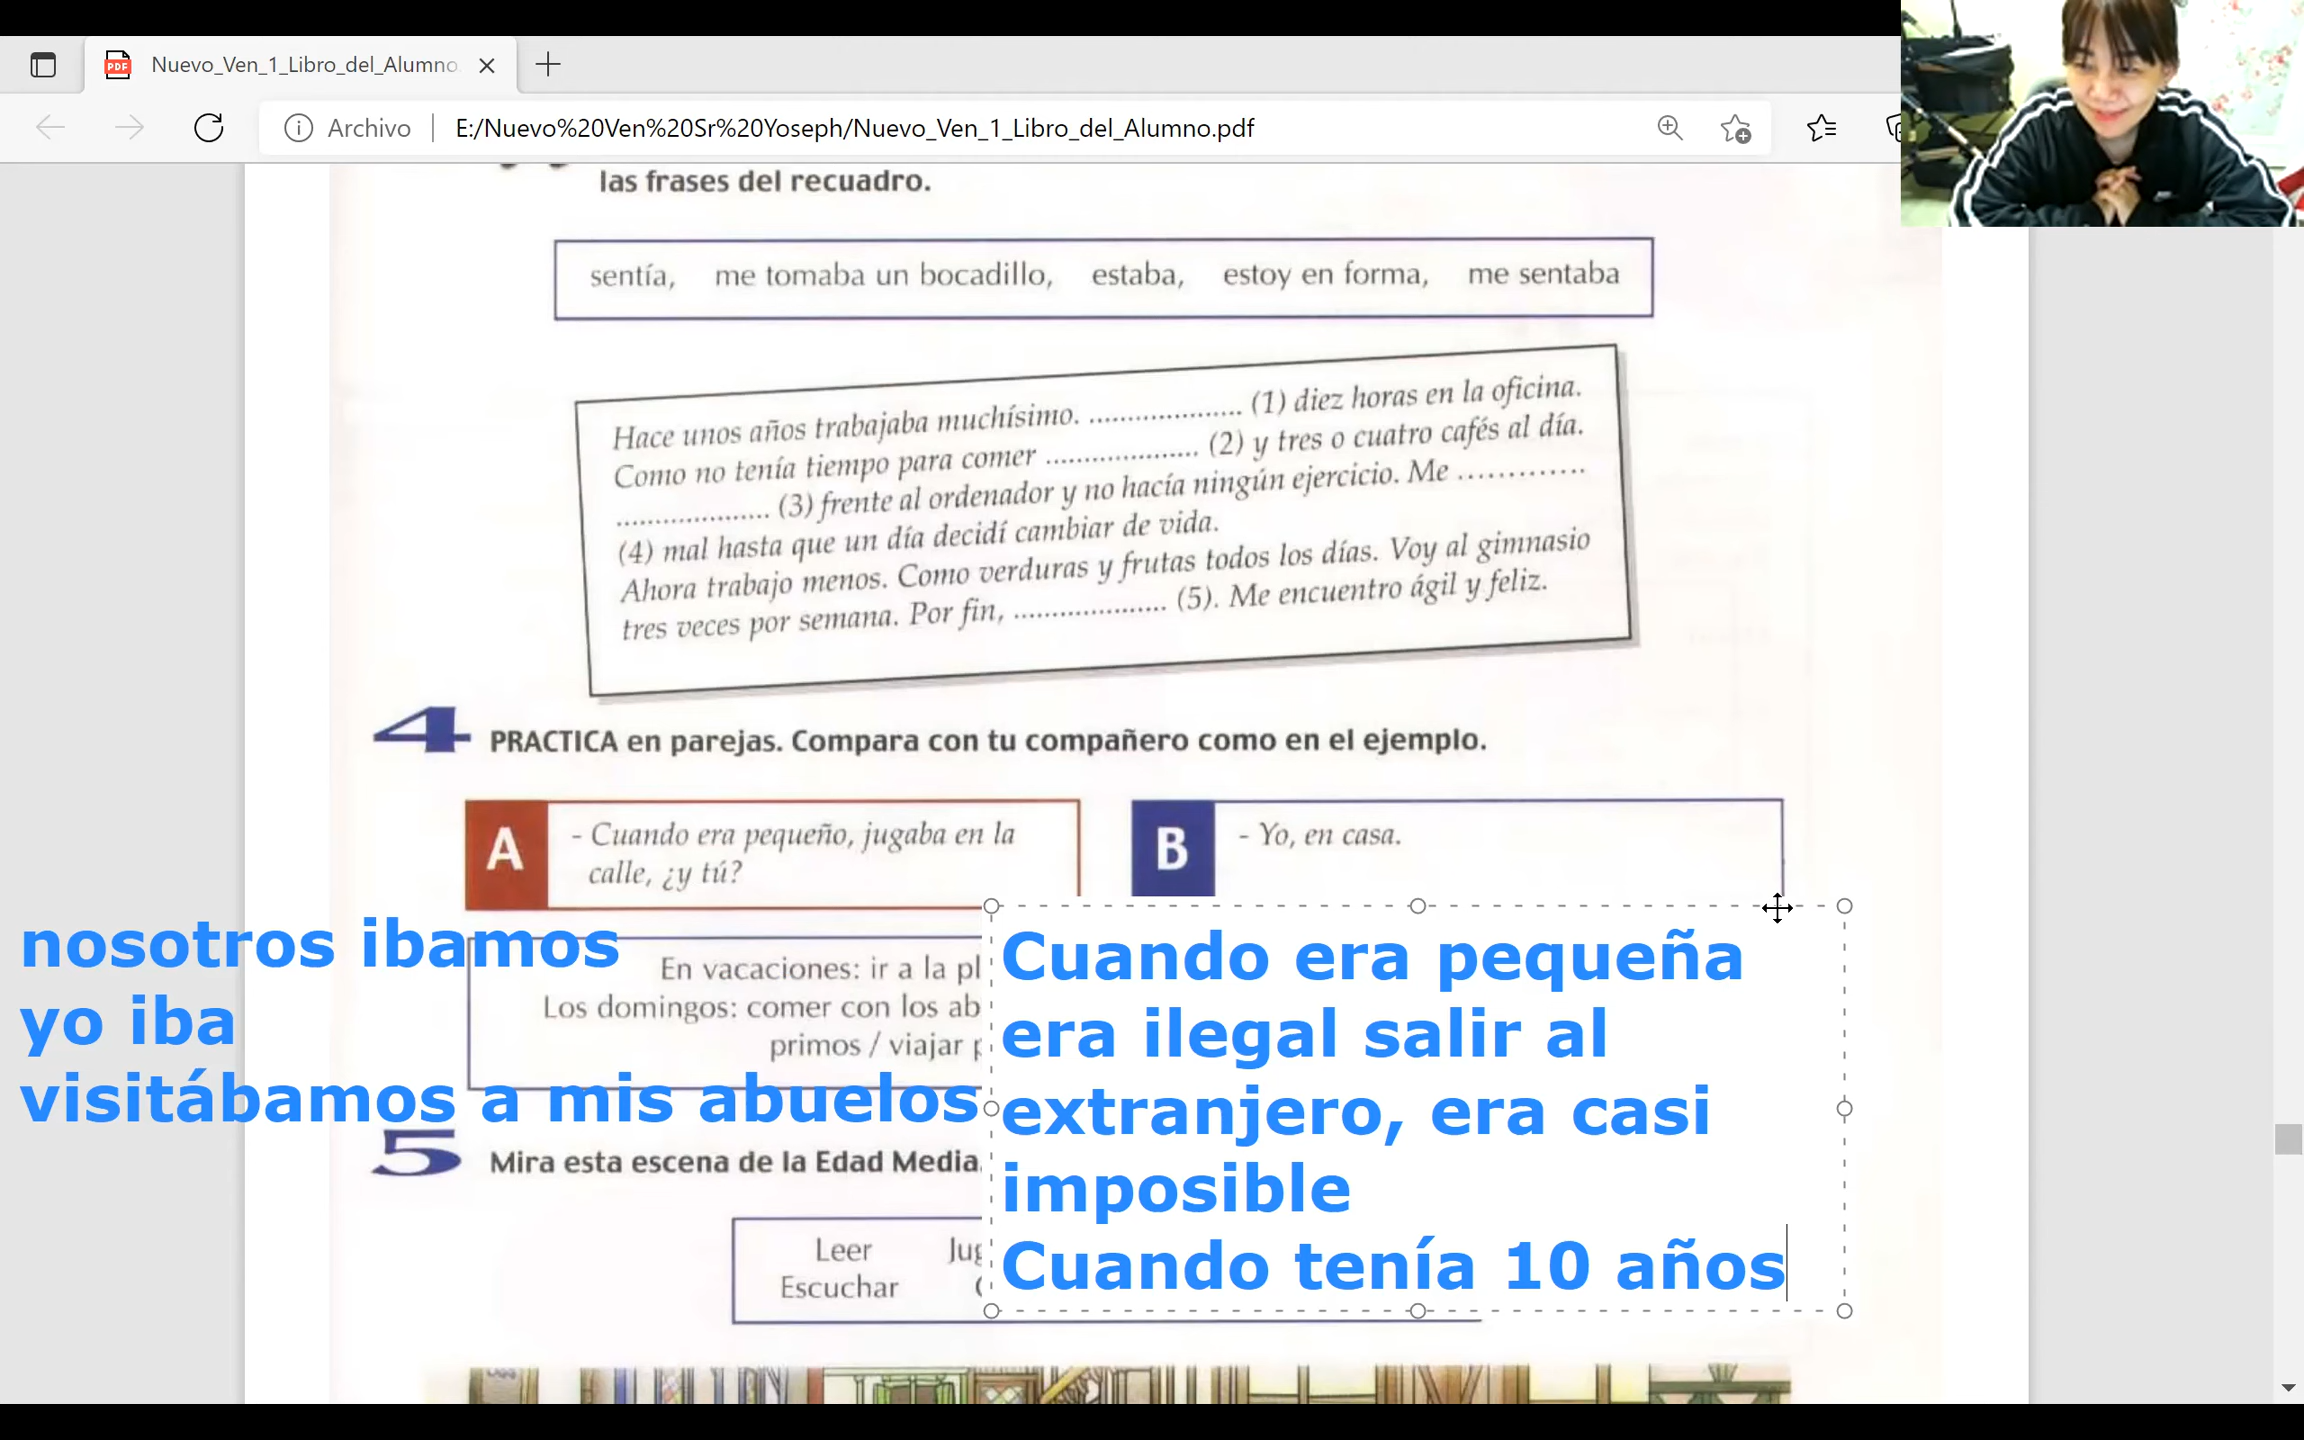 Nuevo_Ven_1_Libro_del_Alumno
Archivo
E:/Nuevo%20Ven%20Sr%20Yoseph/Nuevo_Ven_1_Libro_del_Alumno.pdf
las frases del recuadro.
sentía, me tomaba un bocadillo, estaba, estoy en forma, me sentaba
Hace unos años trabajaba muchísimo. .................... (1) diez horas en la oficina.
Como no tenía tiempo para comer .................... (2) y tres o cuatro cafés al día.
.................... (3) frente al ordenador y no hacía ningún ejercicio. Me .............
(4) mal hasta que un día decidí cambiar de vida.
Ahora trabajo menos. Como verduras y frutas todos los días. Voy al gimnasio
tres veces por semana. Por fin, .................... (5). Me encuentro ágil y feliz.
4 PRACTICA en parejas. Compara con tu compañero como en el ejemplo.
A
- Cuando era pequeño, jugaba en la
calle, ¿y tú?
B
- Yo, en casa.
En vacaciones: ir a la
Los domingos: comer con los
primos / viajar
nosotros ibamos
yo iba
visitábamos a mis abuelos
Cuando era pequeña
era ilegal salir al
extranjero, era casi
imposible
Cuando tenía 10 años
5 Mira esta escena de la Edad Media
Leer
Escuchar